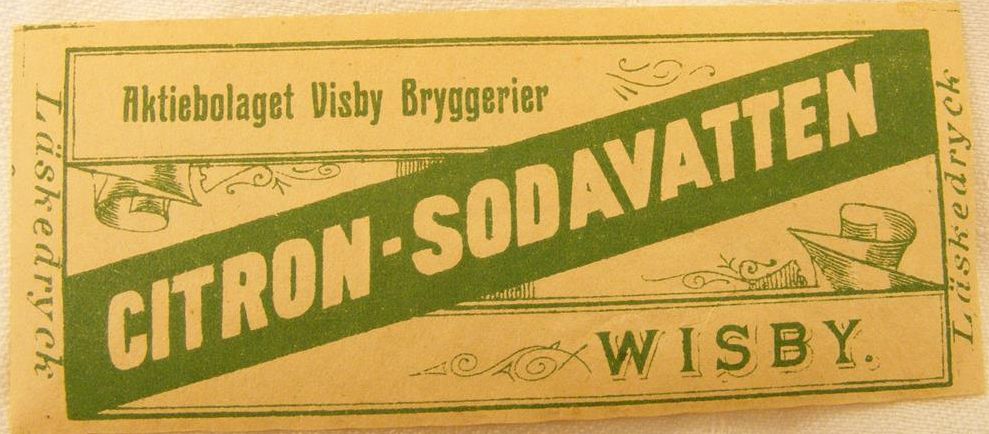 Aktiebolaget Visby Bryggerier
CITRON-SODAVATTEN
WISBY.
Läskedryck
Läskedryck